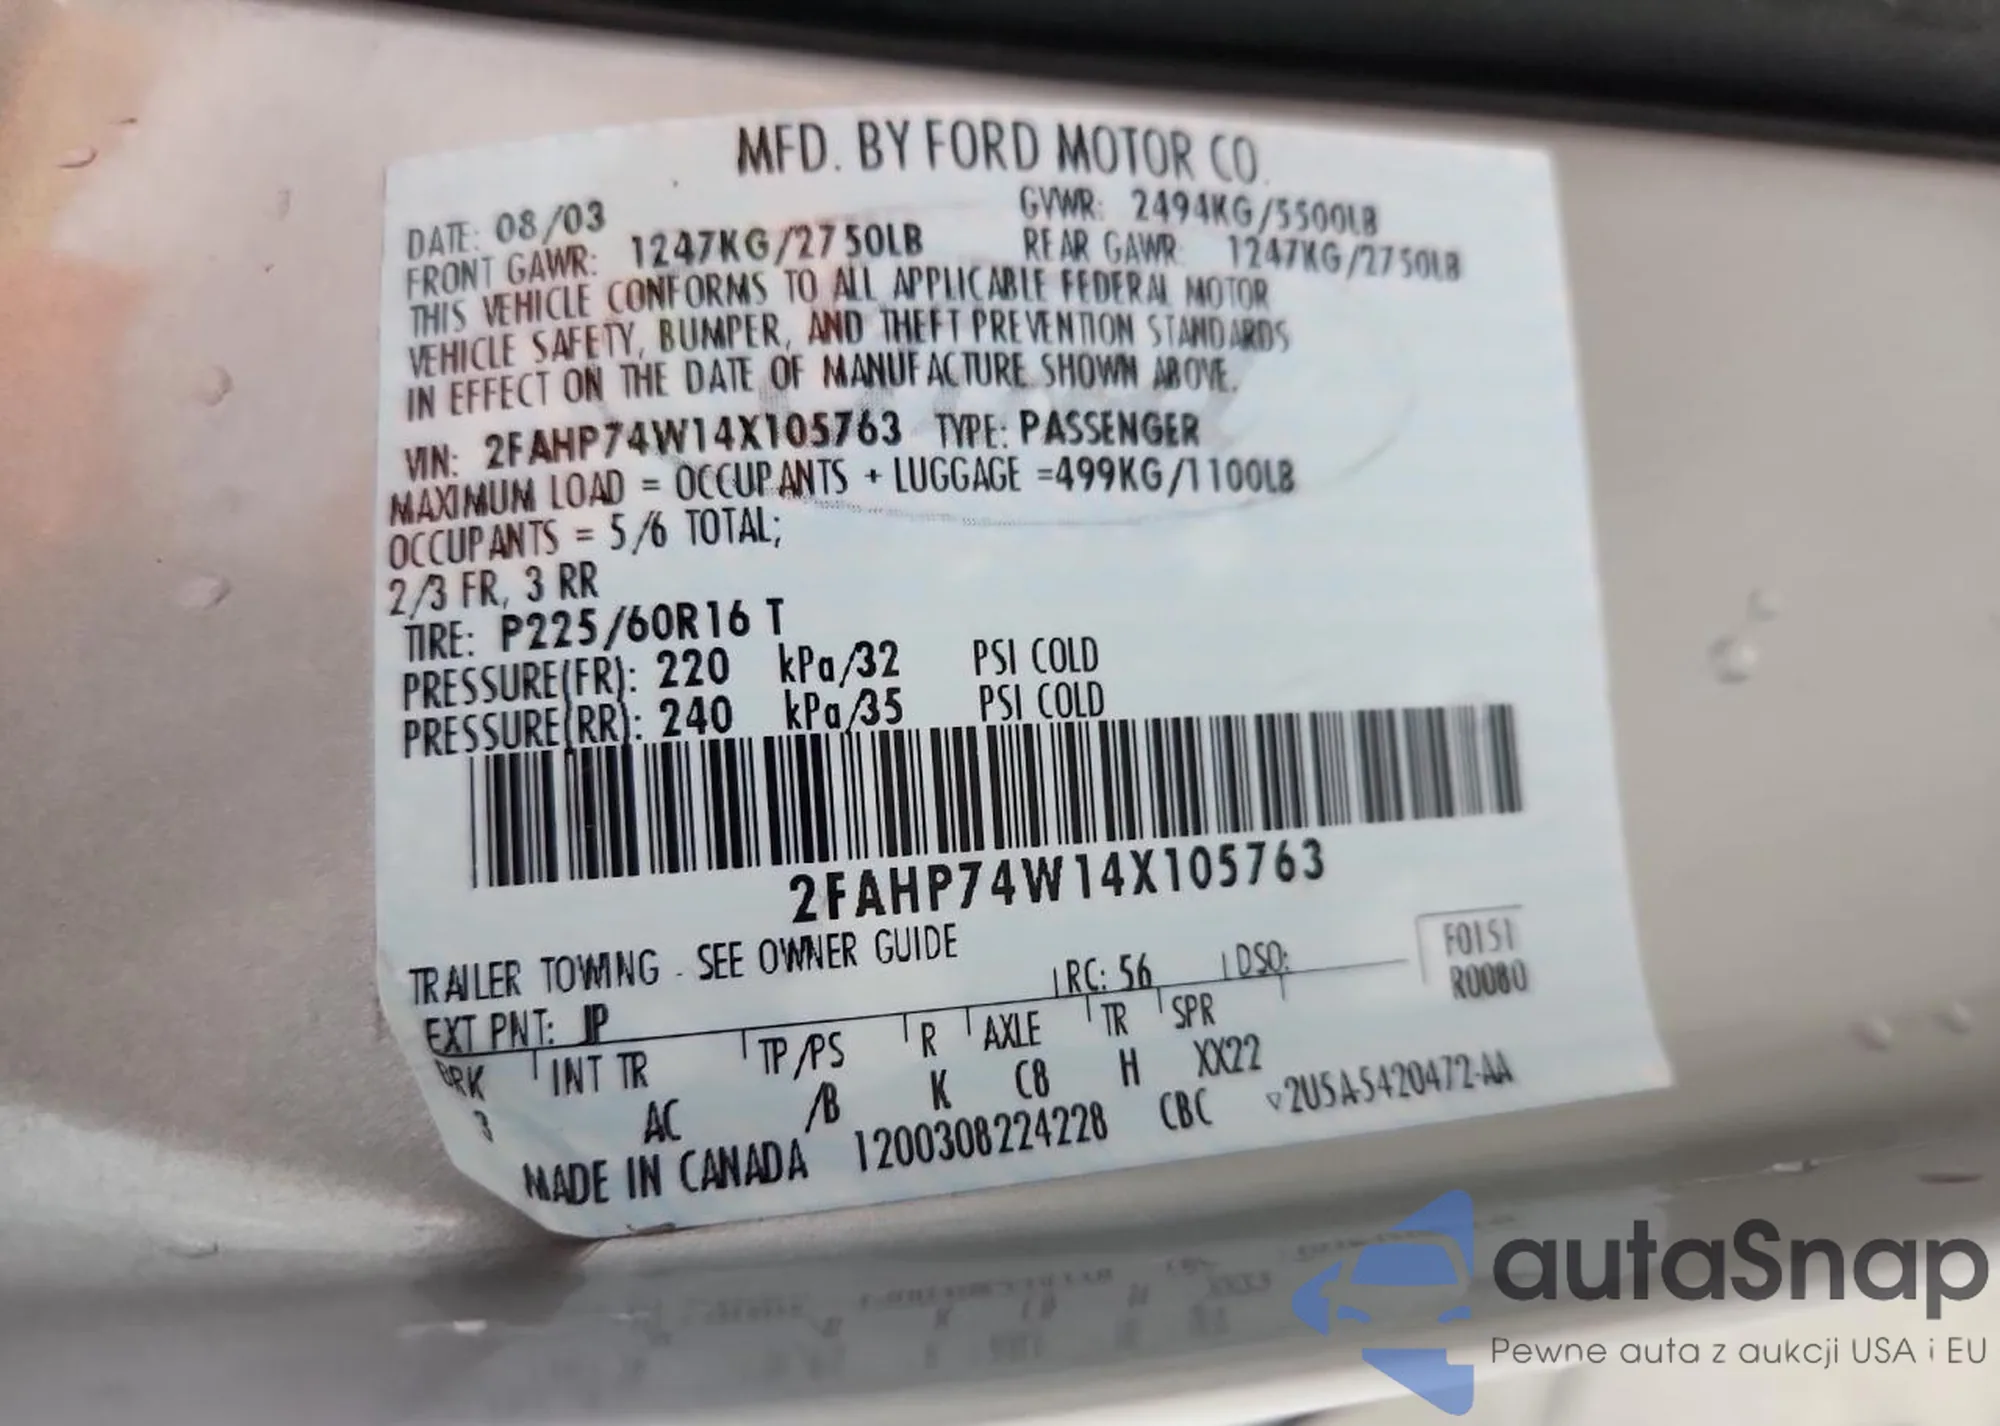 MFD. BY FORD MOTOR CO.
DATE: 08/03 GVWR: 2494KG/5500LB
FRONT GAWR: 1247KG/2750LB REAR GAWR: 1247KG/2750LB
THIS VEHICLE CONFORMS TO ALL APPLICABLE FEDERAL MOTOR
VEHICLE SAFETY, BUMPER, AND THEFT PREVENTION STANDARDS
IN EFFECT ON THE DATE OF MANUFACTURE SHOWN ABOVE.
VIN: 2FAHP74W14X105763 TYPE: PASSENGER
MAXIMUM LOAD = OCCUPANTS + LUGGAGE =499KG/1100LB
OCCUPANTS = 5/6 TOTAL;
2/3 FR, 3 RR
TIRE: P225/60R16 T
PRESSURE(FR): 220 kPa/32 PSI COLD
PRESSURE(RR): 240 kPa/35 PSI COLD
2FAHP74W14X105763
TRAILER TOWING - SEE OWNER GUIDE
EXT PNT: JP RC: 56 DSO: F0151
R0080
BRK INT TR TP/PS R AXLE TR SPR
3 AC /B K C8 H XX22
MADE IN CANADA 1200308224228 CBC ▽2U5A-5420472-AA
autaSnap
Pewne auta z aukcji USA i EU